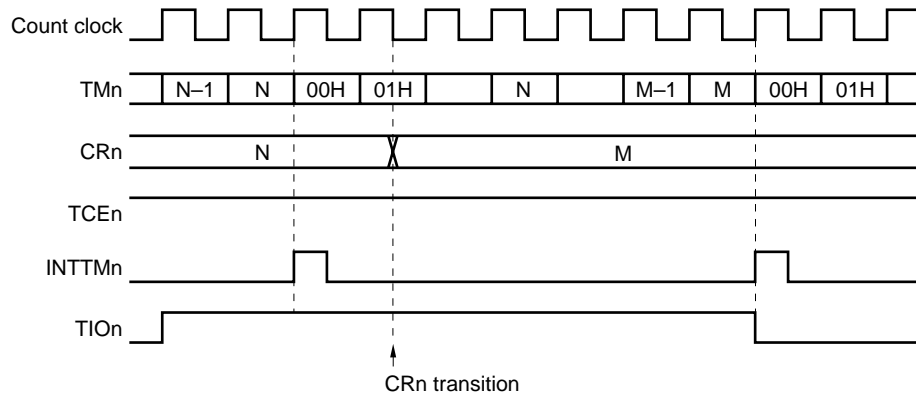 Count clock
TMn N–1 N 00H 01H N M–1 M 00H 01H
CRn N M
TCEn
INTTMn
TIOn
CRn transition